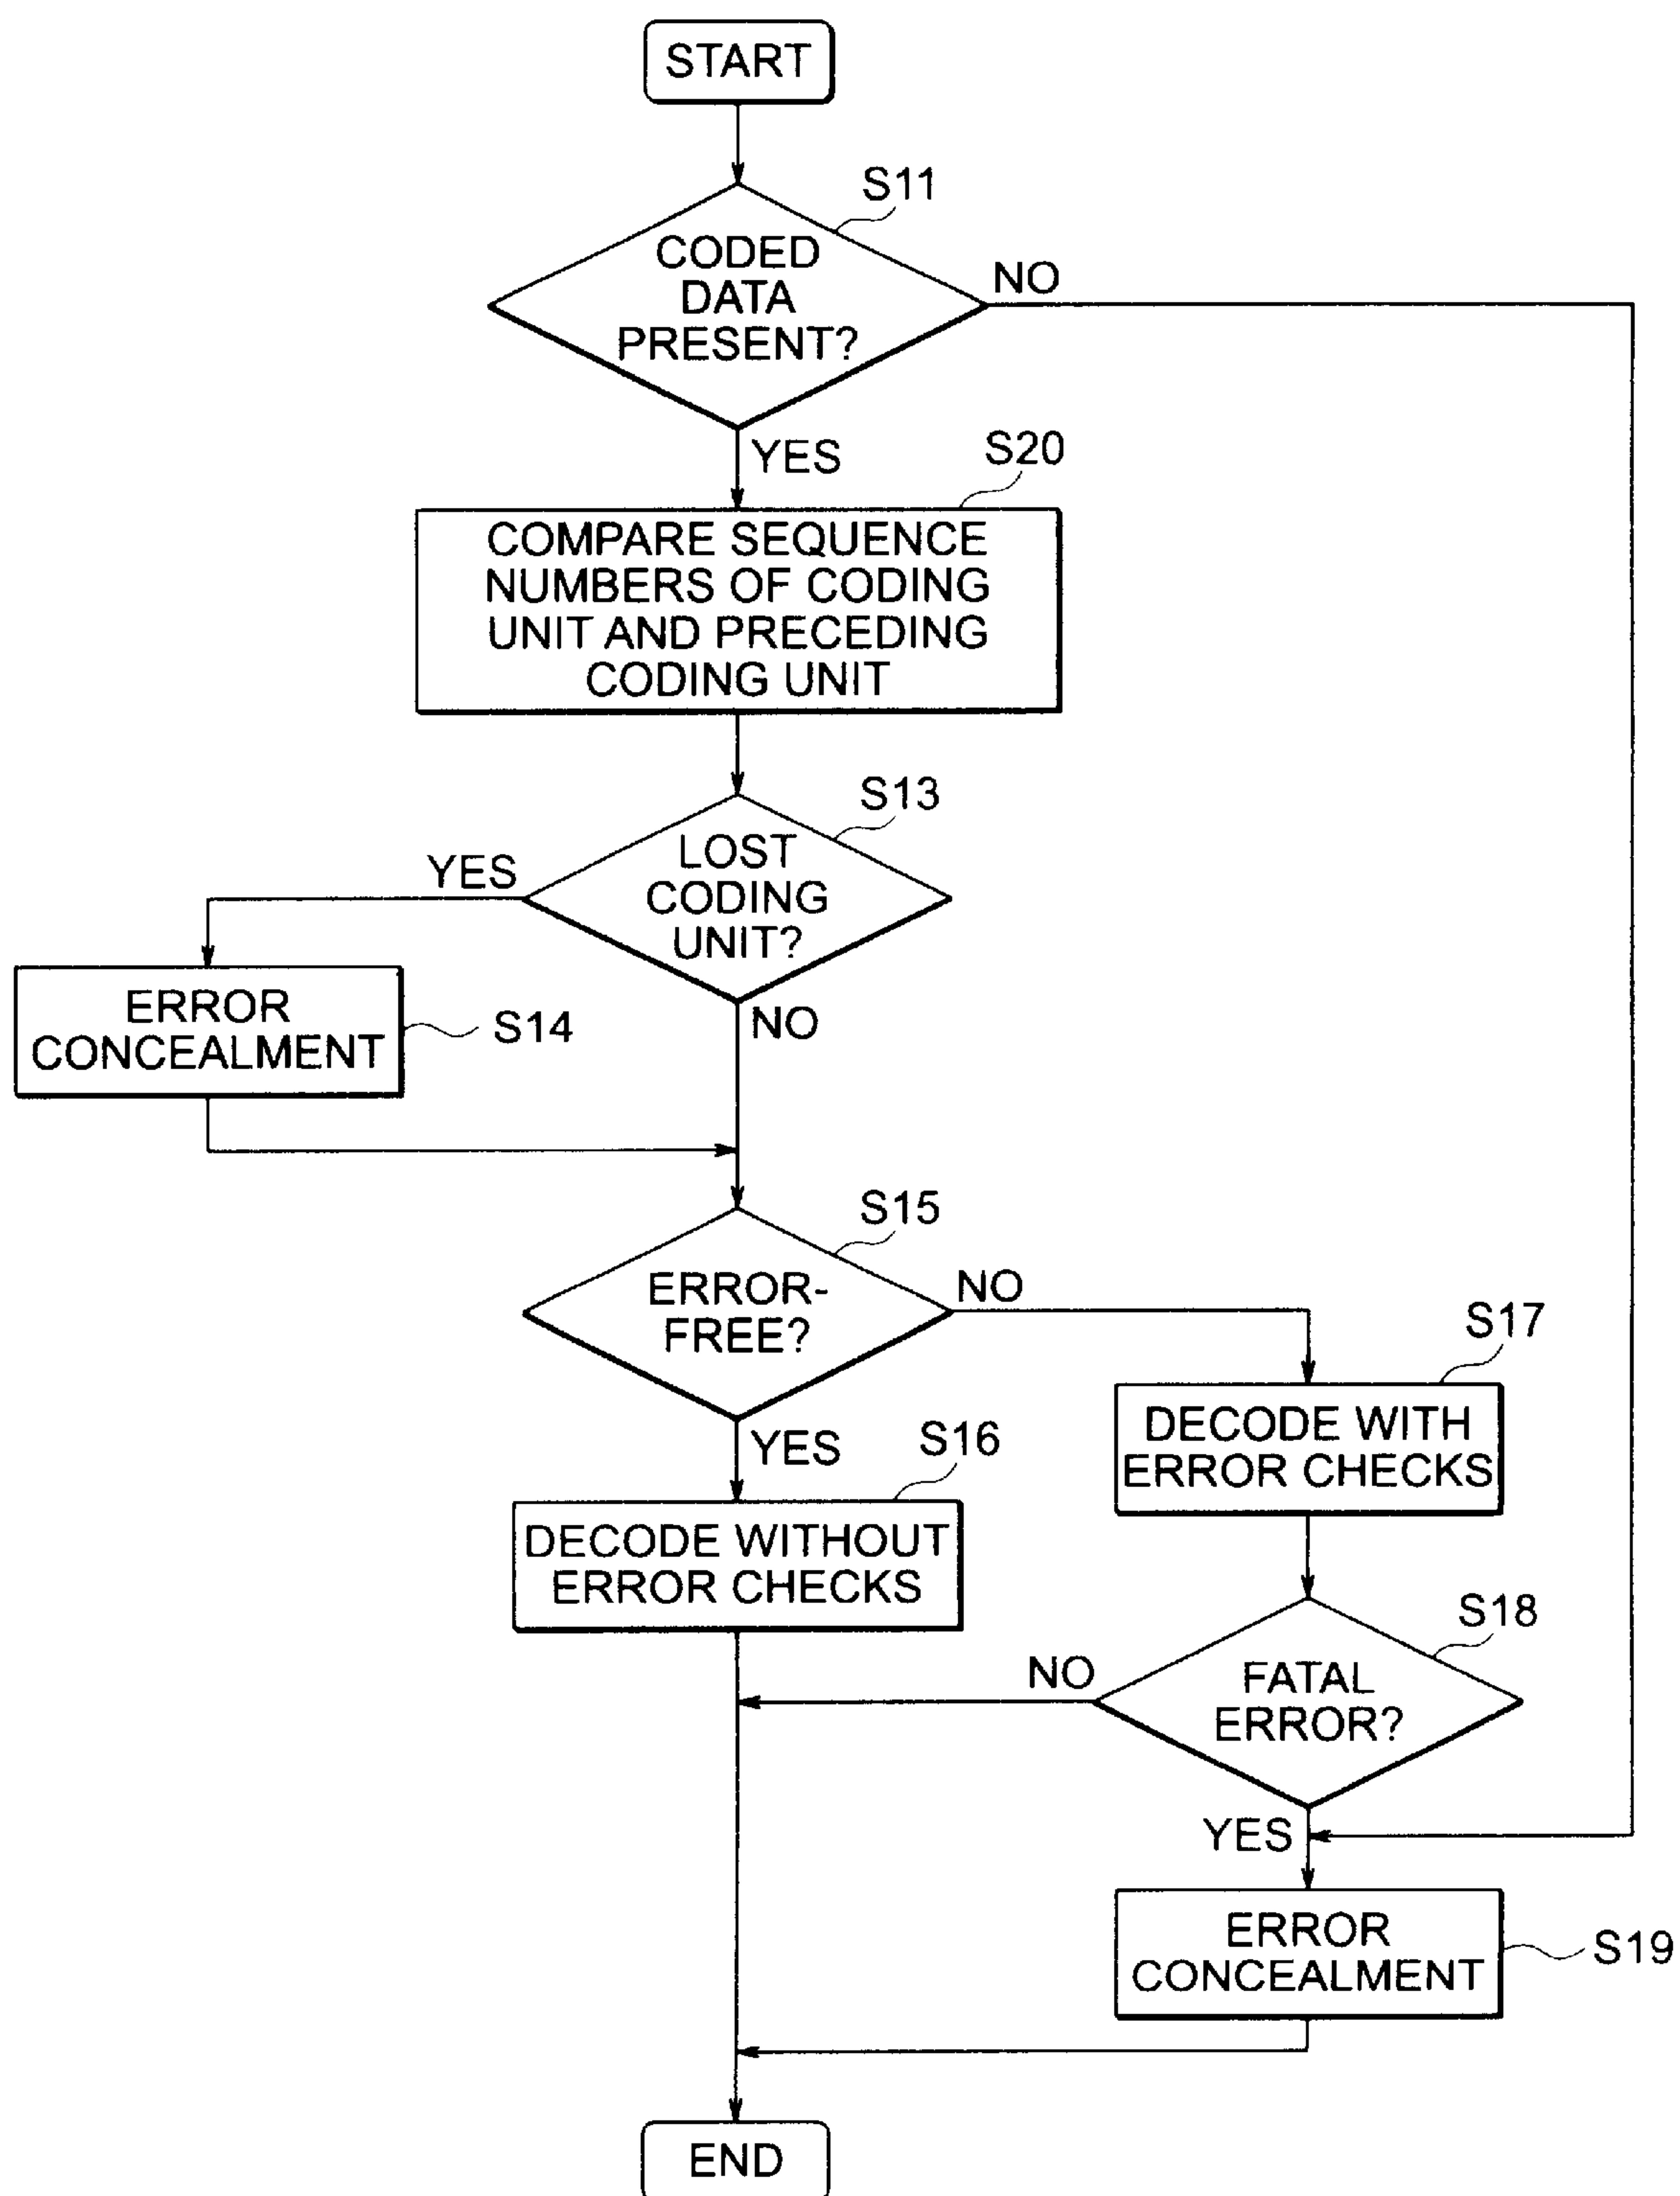 START
S11
CODED
DATA
PRESENT?
NO
YES
S20
COMPARE SEQUENCE
NUMBERS OF CODING
UNIT AND PRECEDING
CODING UNIT
S13
LOST
CODING
UNIT?
YES
NO
ERROR
CONCEALMENT
S14
S15
ERROR-
FREE?
NO
YES
S17
DECODE WITH
ERROR CHECKS
S16
DECODE WITHOUT
ERROR CHECKS
S18
FATAL
ERROR?
NO
YES
ERROR
CONCEALMENT
S19
END